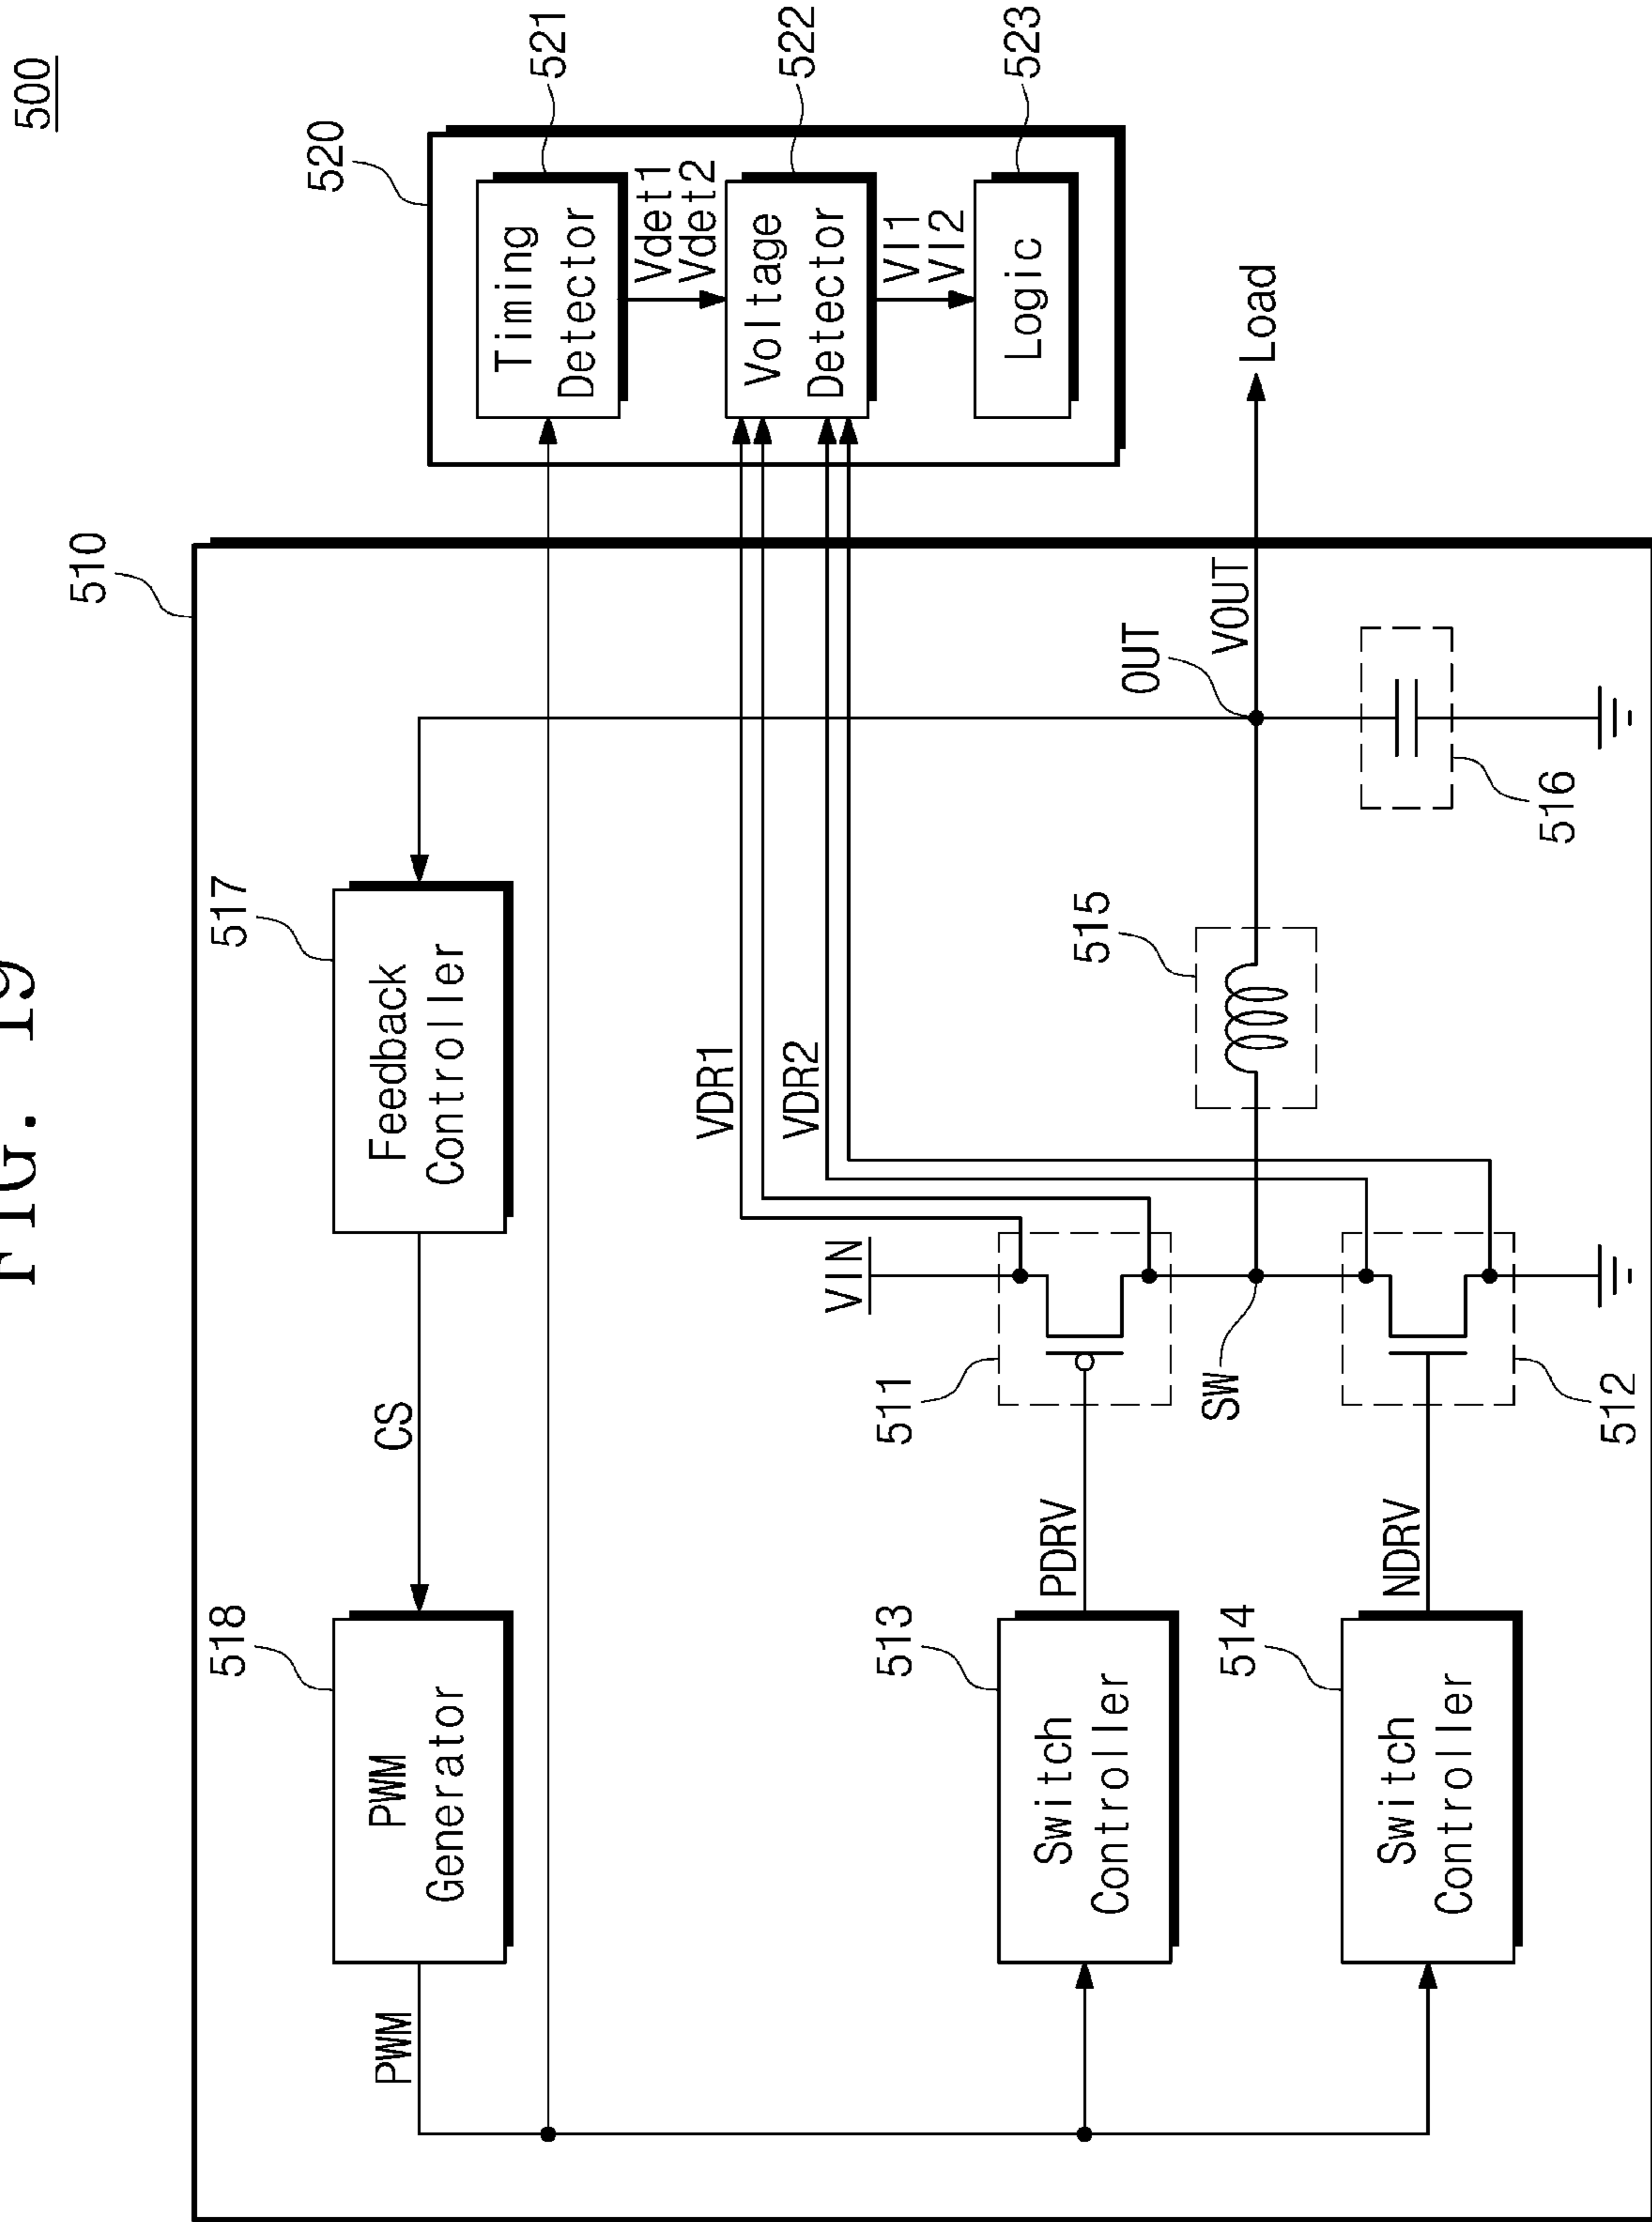 FIG. 19
500
510
520
518
517
521
PWM
PWM
Generator
CS
Feedback
Controller
Timing
Detector
Vdet1
Vdet2
522
VDR1
VDR2
Voltage
Detector
VI1
VI2
523
Logic
VIN
513
511
Switch
Controller
PDRV
SW
515
OUT
VOUT
Load
514
Switch
Controller
NDRV
512
516